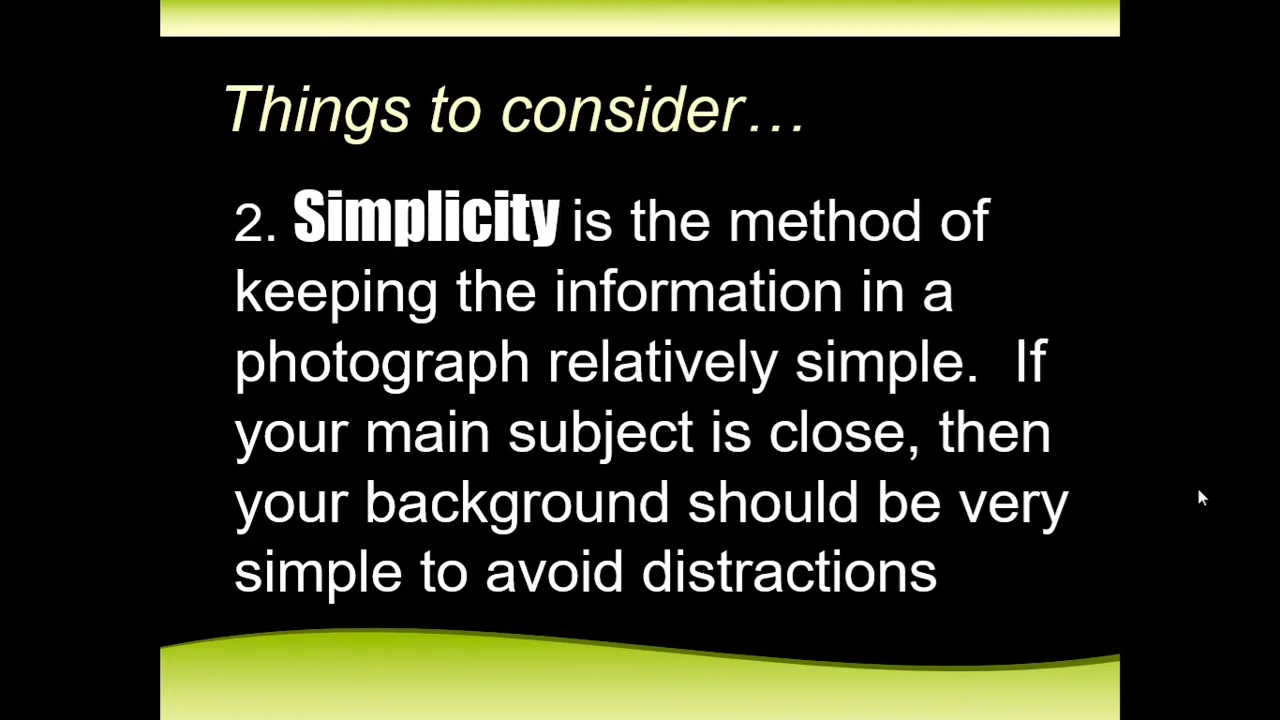 Things to consider…
2. Simplicity is the method of
keeping the information in a
photograph relatively simple.  If
your main subject is close, then
your background should be very
simple to avoid distractions